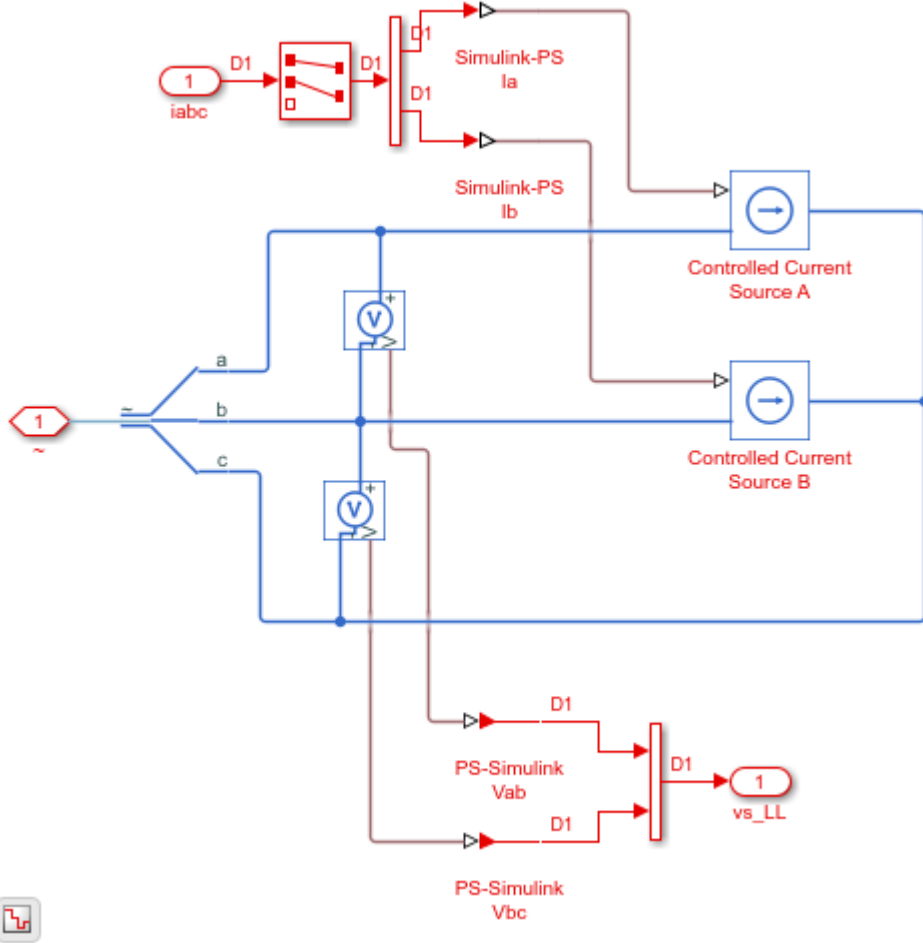 D1
Simulink-PS
Ia
D1
D1
1
iabc
D1
Simulink-PS
Ib
Controlled Current
Source A
+
V
a
~
b
1
~
c
Controlled Current
Source B
+
V
D1
PS-Simulink
Vab
D1
1
vs_LL
D1
PS-Simulink
Vbc